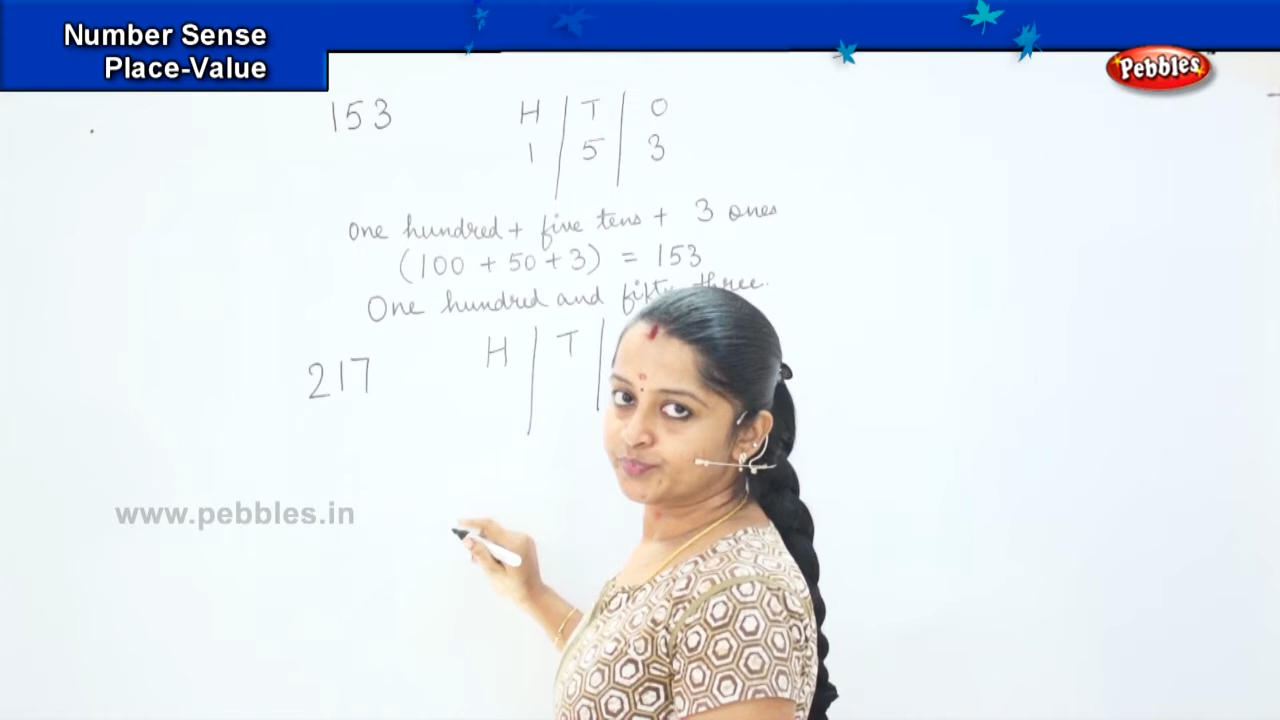 Number Sense
Place-Value
Pebbles
153 H T O
1 5 3
One hundred + five tens + 3 ones
(100 + 50 + 3) = 153
One hundred and fifty three.
217 H T
www.pebbles.in